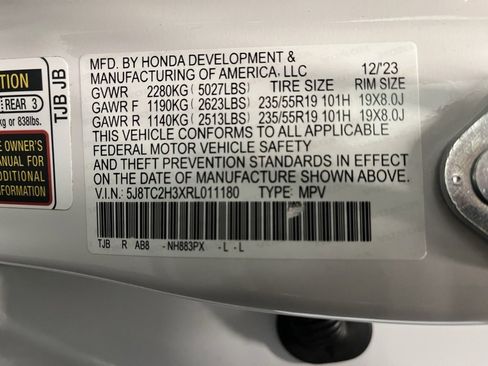 MFD. BY HONDA DEVELOPMENT &
MANUFACTURING OF AMERICA, LLC 12/'23
GVWR 2280KG(5027LBS) TIRE SIZE RIM SIZE
GAWR F 1190KG(2623LBS) 235/55R19 101H 19X8.0J
GAWR R 1140KG(2513LBS) 235/55R19 101H 19X8.0J
THIS VEHICLE CONFORMS TO ALL APPLICABLE
FEDERAL MOTOR VEHICLE SAFETY
AND THEFT PREVENTION STANDARDS IN EFFECT
ON THE DATE OF MANUFACTURE SHOWN ABOVE.
V.I.N.: 5J8TC2H3XRL011180 TYPE: MPV
TJB R AB8 -NH883PX -L -L
TJB JB
TION
REAR 3
kg or 838lbs.
E OWNER'S
MANUAL FOR
ADDITIONAL